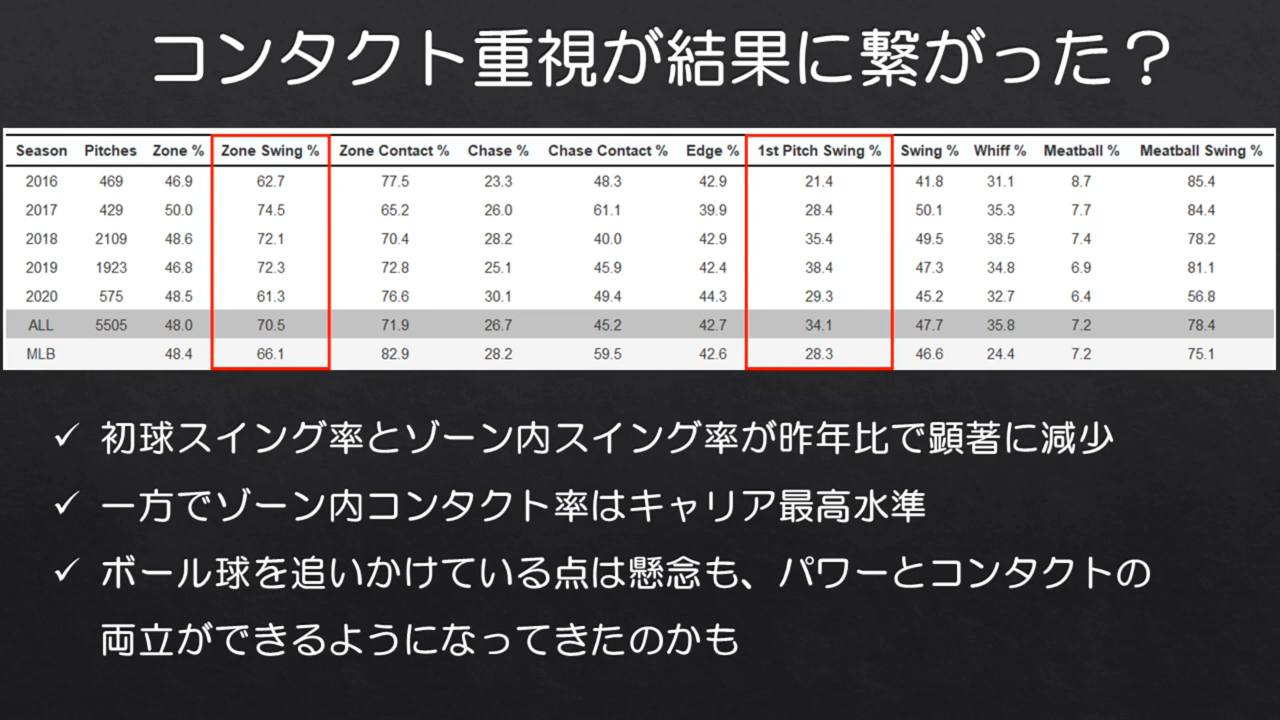 コンタクト重視が結果に繋がった？
Season Pitches Zone % Zone Swing % Zone Contact % Chase % Chase Contact % Edge % 1st Pitch Swing % Swing % Whiff % Meatball % Meatball Swing %
2016 469 46.9 62.7 77.5 23.3 48.3 42.9 21.4 41.8 31.1 8.7 85.4
2017 429 50.0 74.5 65.2 26.0 61.1 39.9 28.4 50.1 35.3 7.7 84.4
2018 2109 48.6 72.1 70.4 28.2 40.0 42.9 35.4 49.5 38.5 7.4 78.2
2019 1923 46.8 72.3 72.8 25.1 45.9 42.4 38.4 47.3 34.8 6.9 81.1
2020 575 48.5 61.3 76.6 30.1 49.4 44.3 29.3 45.2 32.7 6.4 56.8
ALL 5505 48.0 70.5 71.9 26.7 45.2 42.7 34.1 47.7 35.8 7.2 78.4
MLB 48.4 66.1 82.9 28.2 59.5 42.6 28.3 46.6 24.4 7.2 75.1
✓ 初球スイング率とゾーン内スイング率が昨年比で顕著に減少
✓ 一方でゾーン内コンタクト率はキャリア最高水準
✓ ボール球を追いかけている点は懸念も、パワーとコンタクトの
両立ができるようになってきたのかも